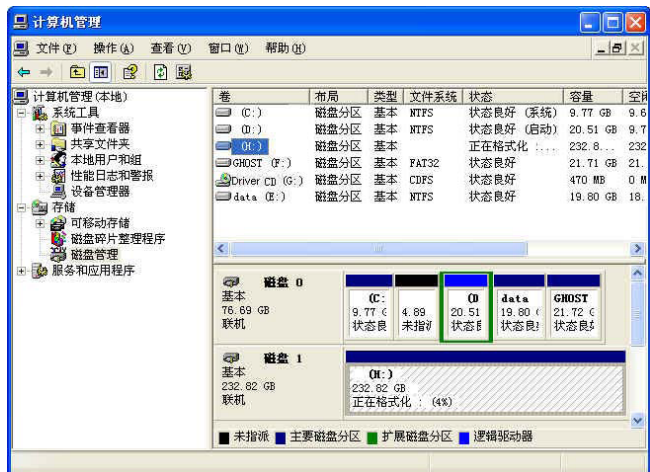 计算机管理
文件(F) 操作(A) 查看(V) 窗口(W) 帮助(H)
计算机管理(本地)
系统工具
事件查看器
共享文件夹
本地用户和组
性能日志和警报
设备管理器
存储
可移动存储
磁盘碎片整理程序
磁盘管理
服务和应用程序
卷 布局 类型 文件系统 状态 容量 空闲
(C:) 磁盘分区 基本 NTFS 状态良好 (系统) 9.77 GB 9.6
(D:) 磁盘分区 基本 NTFS 状态良好 (启动) 20.51 GB 9.7
(H:) 磁盘分区 基本 正在格式化 :... 232.8... 232
GHOST (F:) 磁盘分区 基本 FAT32 状态良好 21.71 GB 21.
Driver CD (G:) 磁盘分区 基本 CDFS 状态良好 470 MB 0 M
data (E:) 磁盘分区 基本 NTFS 状态良好 19.80 GB 18.
磁盘 0
基本
76.69 GB
联机
(C: (D data GHOST
9.77 G 4.89 20.51 19.80 ( 21.72 G
状态良 未指 状态 状态良 状态良
磁盘 1
基本
232.82 GB
联机
(H:)
232.82 GB
正在格式化 : (4%)
未指派 主要磁盘分区 扩展磁盘分区 逻辑驱动器